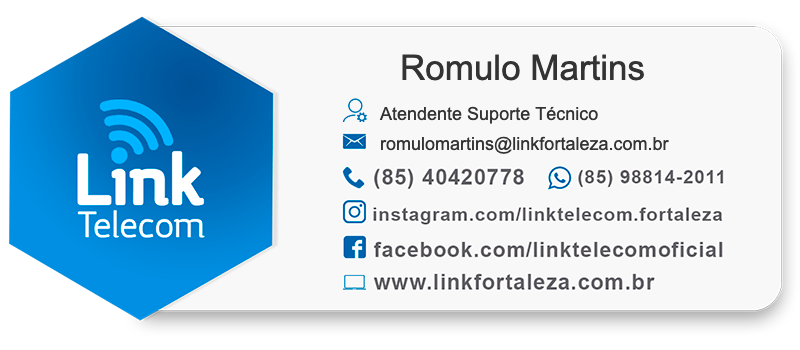 Link
Telecom
Romulo Martins
Atendente Suporte Técnico
romulomartins@linkfortaleza.com.br
(85) 40420778 (85) 98814-2011
instagram.com/linktelecom.fortaleza
facebook.com/linktelecomoficial
www.linkfortaleza.com.br